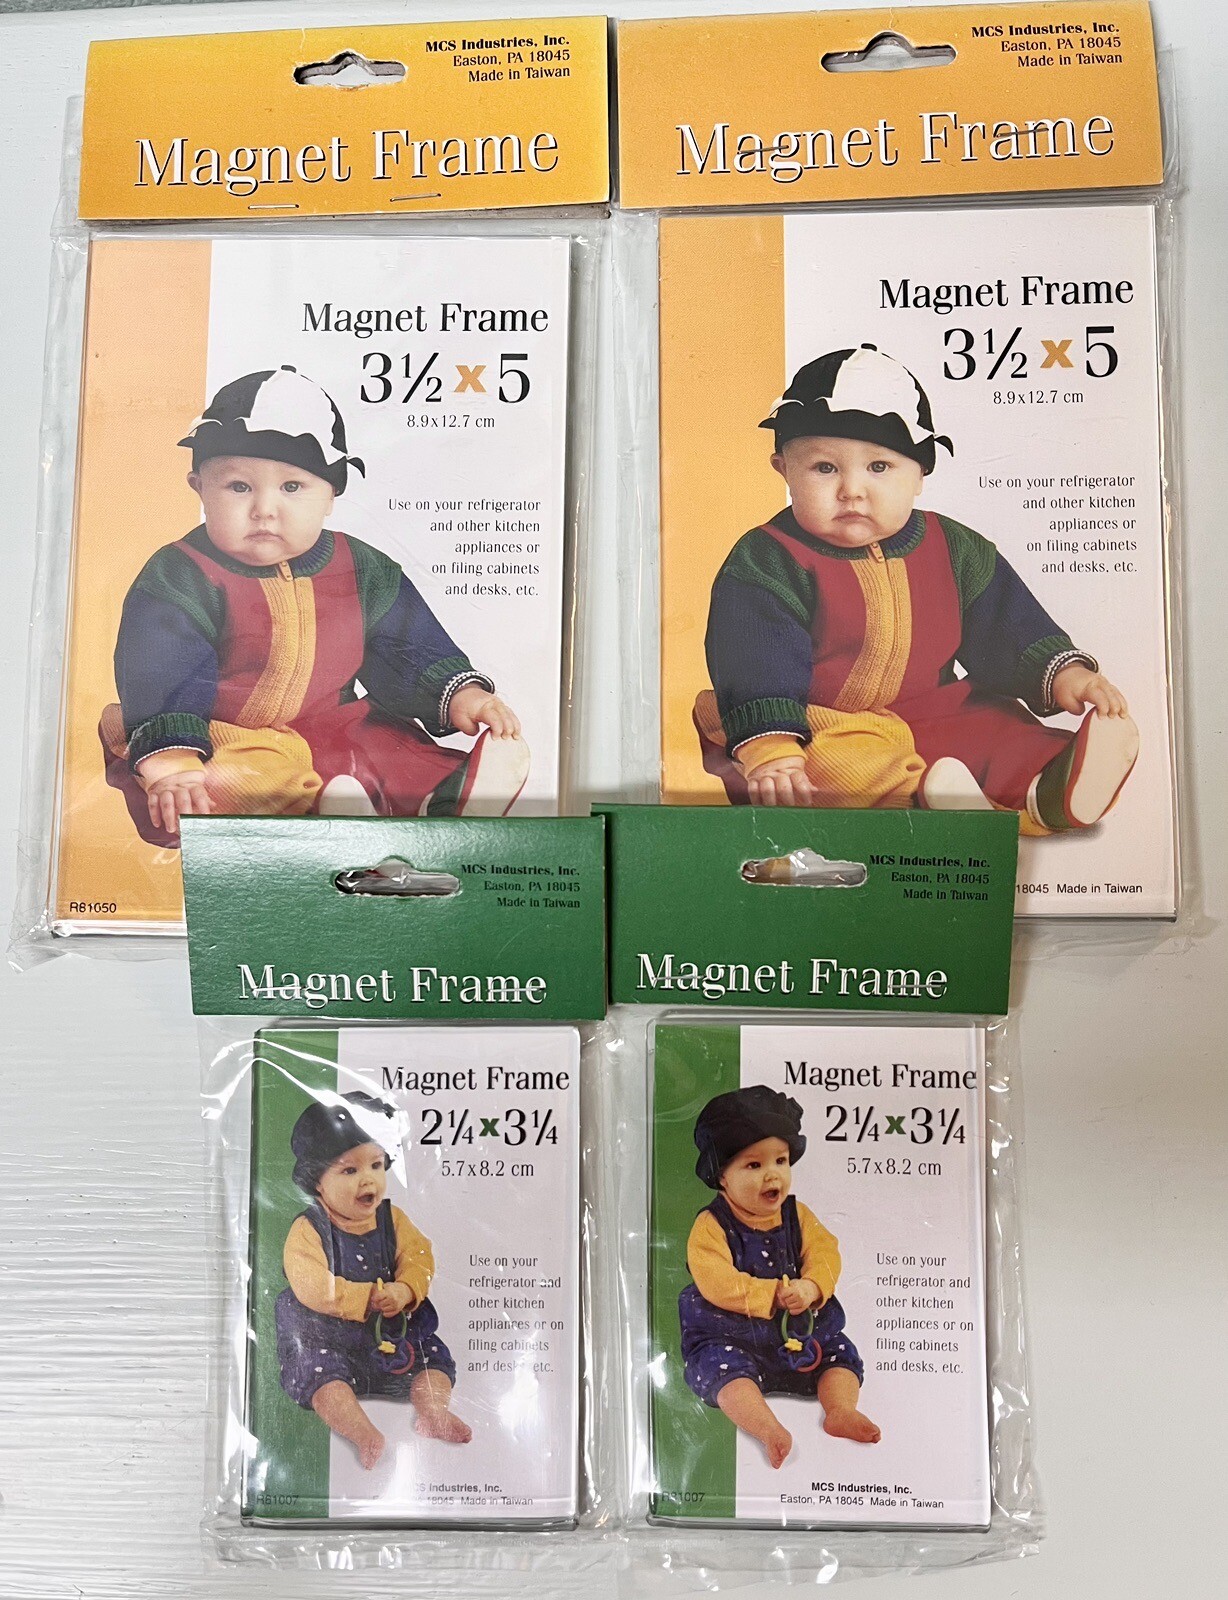 MCS Industries, Inc.
Easton, PA 18045
Made in Taiwan
Magnet Frame
Magnet Frame
3½ x 5
8.9x12.7 cm
Use on your refrigerator
and other kitchen
appliances or
on filing cabinets
and desks, etc.
R81050
MCS Industries, Inc.
Easton, PA 18045
Made in Taiwan
Magnet Frame
Magnet Frame
3½ x 5
8.9x12.7 cm
Use on your refrigerator
and other kitchen
appliances or
on filing cabinets
and desks, etc.
18045 Made in Taiwan
MCS Industries, Inc.
Easton, PA 18045
Made in Taiwan
Magnet Frame
Magnet Frame
2¼x3¼
5.7x8.2 cm
Use on your
refrigerator and
other kitchen
appliances or on
filing cabinets
and desks, etc.
R81007
Industries, Inc.
18045 Made in Taiwan
MCS Industries, Inc.
Easton, PA 18045
Made in Taiwan
Magnet Frame
Magnet Frame
2¼x3¼
5.7x8.2 cm
Use on your
refrigerator and
other kitchen
appliances or on
filing cabinets
and desks, etc.
R81007
MCS Industries, Inc.
Easton, PA 18045 Made in Taiwan